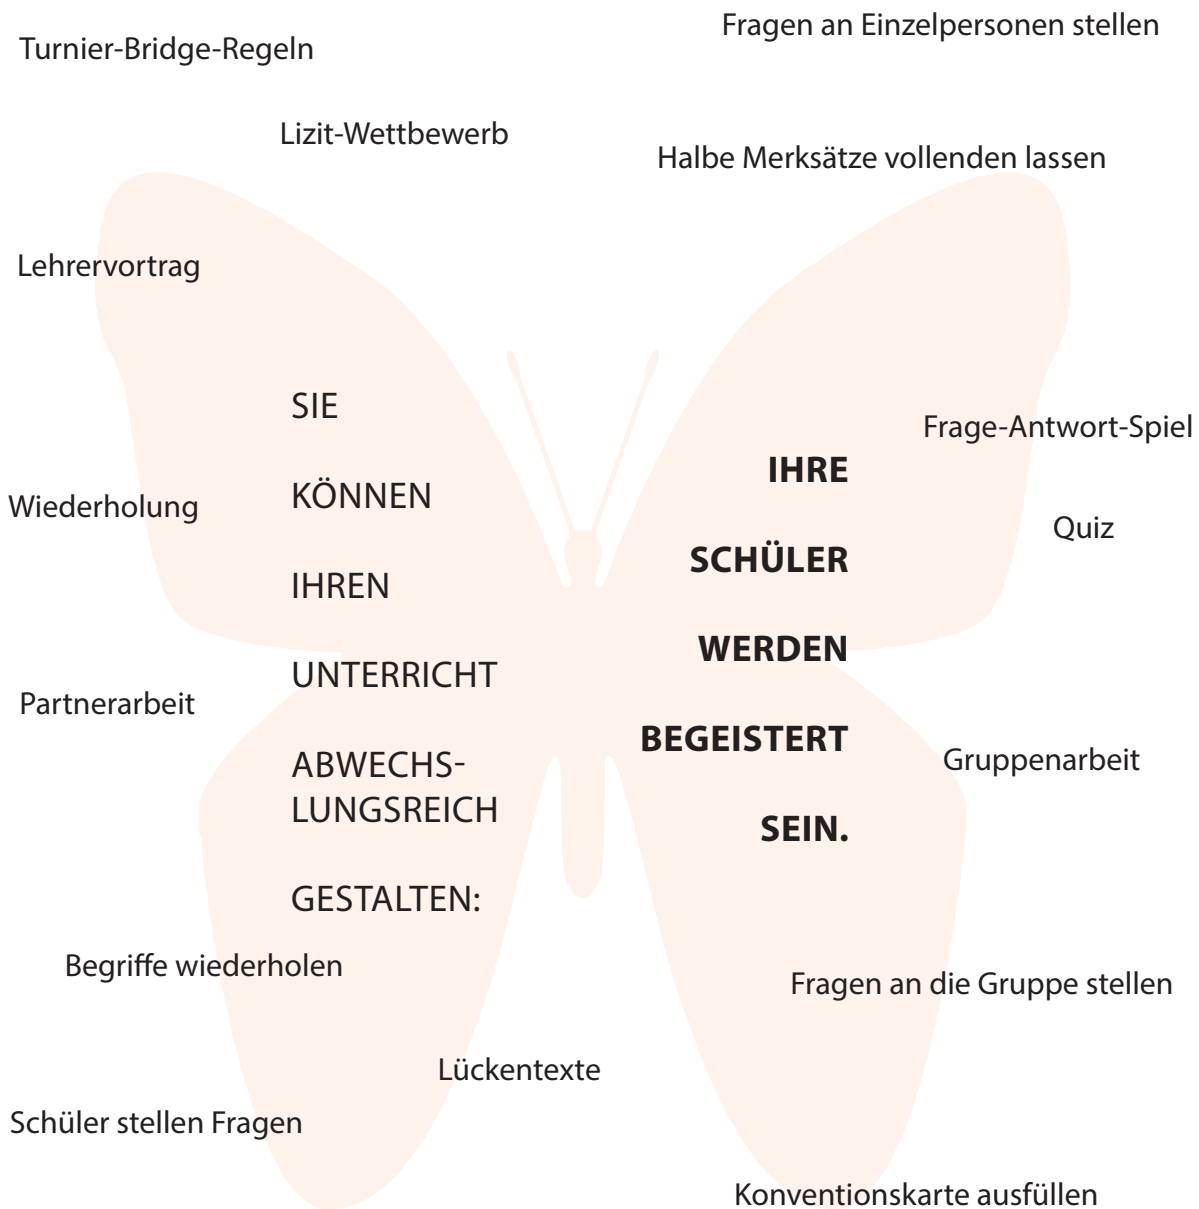 Fragen an Einzelpersonen stellen
Turnier-Bridge-Regeln
Lizit-Wettbewerb
Halbe Merksätze vollenden lassen
Lehrervortrag
SIE
KÖNNEN
IHREN
UNTERRICHT
ABWECHS-
LUNGSREICH
GESTALTEN:
IHRE
SCHÜLER
WERDEN
BEGEISTERT
SEIN.
Frage-Antwort-Spiel
Wiederholung
Quiz
Partnerarbeit
Gruppenarbeit
Begriffe wiederholen
Fragen an die Gruppe stellen
Lückentexte
Schüler stellen Fragen
Konventionskarte ausfüllen